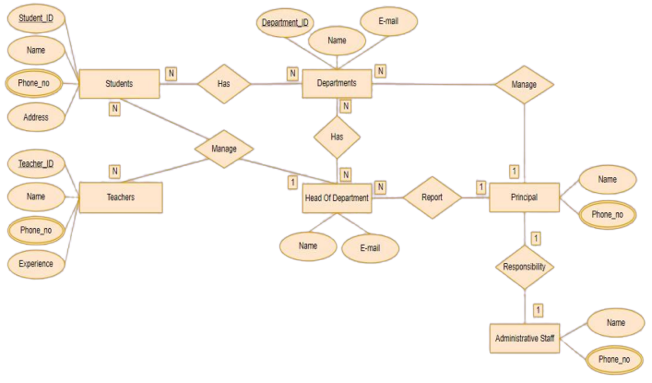 Student_ID
Name
Phone_no
Address
Students
N
Has
N
Department_ID
Name
E-mail
Departments
N
Manage
N
N
Has
Manage
Teacher_ID
Name
Phone_no
Experience
N
Teachers
1
N
Head Of Department
N
Report
1
1
Principal
Name
Phone_no
Name
E-mail
1
Responsibility
1
Administrative Staff
Name
Phone_no